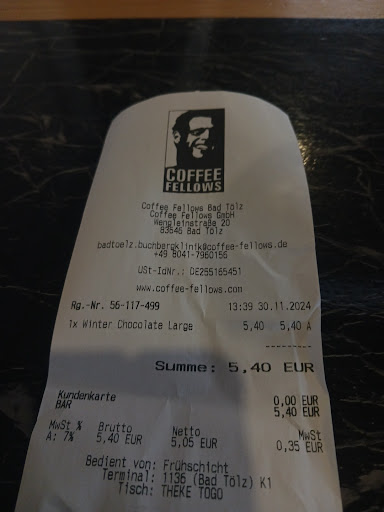 COFFEE
FELLOWS
Coffee Fellows Bad Tölz
Coffee Fellows GmbH
Wengleinstraße 20
83646 Bad Tölz
badtoelz.buchbergklinik@coffee-fellows.de
+49 8041-7960156
USt-IdNr.: DE255165451
www.coffee-fellows.com
Rg.-Nr. 56-117-499 13:39 30.11.2024
1x Winter Chocolate Large 5,40 5,40 A
---------
Summe: 5,40 EUR
Kundenkarte 0,00 EUR
BAR 5,40 EUR
MwSt % Brutto Netto MwSt
A: 7% 5,40 EUR 5,05 EUR 0,35 EUR
Bedient von: Frühschicht
Terminal: 1136 (Bad Tölz) K1
Tisch: THEKE TOGO